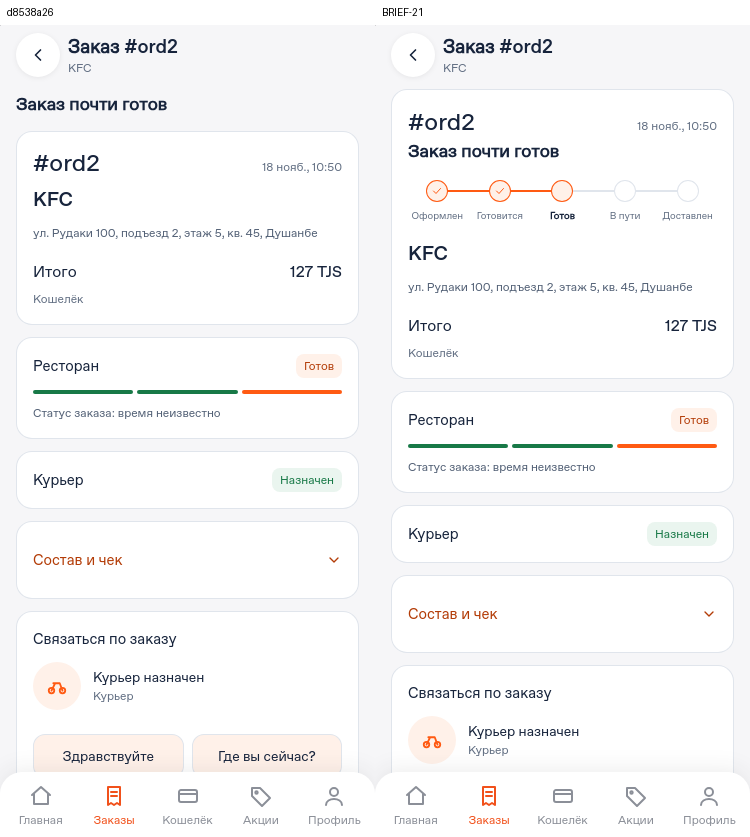 d8538a26
Заказ #ord2
KFC
Заказ почти готов
#ord2
18 нояб., 10:50
KFC
ул. Рудаки 100, подъезд 2, этаж 5, кв. 45, Душанбе
Итого
127 TJS
Кошелёк
Ресторан
Готов
Статус заказа: время неизвестно
Курьер
Назначен
Состав и чек
Связаться по заказу
Курьер назначен
Курьер
Здравствуйте
Где вы сейчас?
Главная
Заказы
Кошелёк
Акции
Профиль
BRIEF-21
Заказ #ord2
KFC
#ord2
18 нояб., 10:50
Заказ почти готов
Оформлен
Готовится
Готов
В пути
Доставлен
KFC
ул. Рудаки 100, подъезд 2, этаж 5, кв. 45, Душанбе
Итого
127 TJS
Кошелёк
Ресторан
Готов
Статус заказа: время неизвестно
Курьер
Назначен
Состав и чек
Связаться по заказу
Курьер назначен
Курьер
Главная
Заказы
Кошелёк
Акции
Профиль